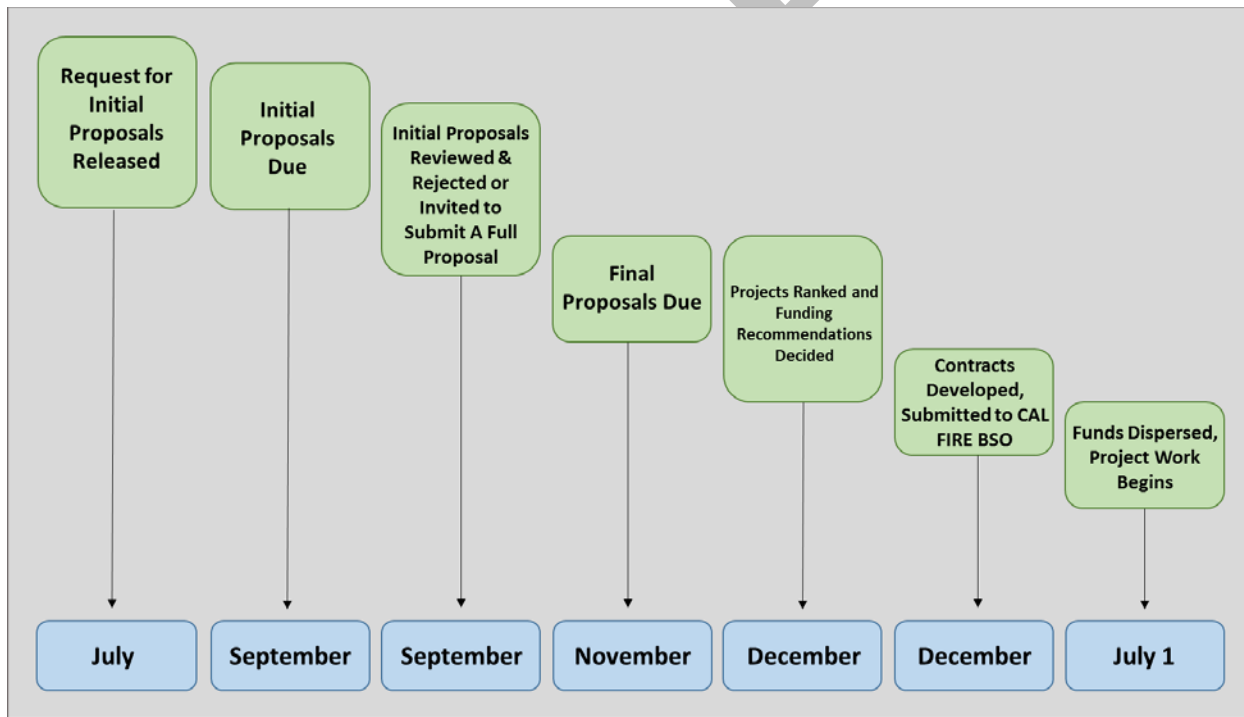 Request for
Initial
Proposals
Released
Initial
Proposals
Due
Initial Proposals
Reviewed &
Rejected or
Invited to
Submit A Full
Proposal
Final
Proposals Due
Projects Ranked and
Funding
Recommendations
Decided
Contracts
Developed,
Submitted to CAL
FIRE BSO
Funds Dispersed,
Project Work
Begins
July
September
September
November
December
December
July 1